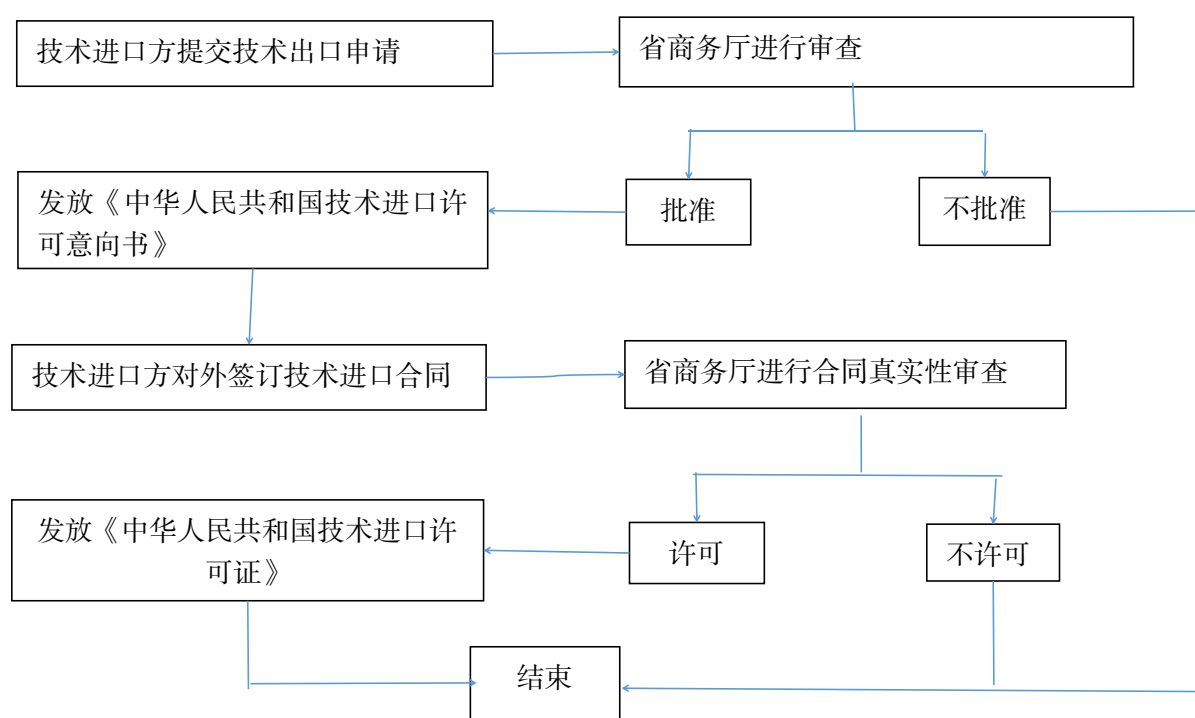 技术进口方提交技术出口申请
省商务厅进行审查
批准
不批准
发放《中华人民共和国技术进口许
可意向书》
技术进口方对外签订技术进口合同
省商务厅进行合同真实性审查
许可
不许可
发放《中华人民共和国技术进口许
可证》
结束